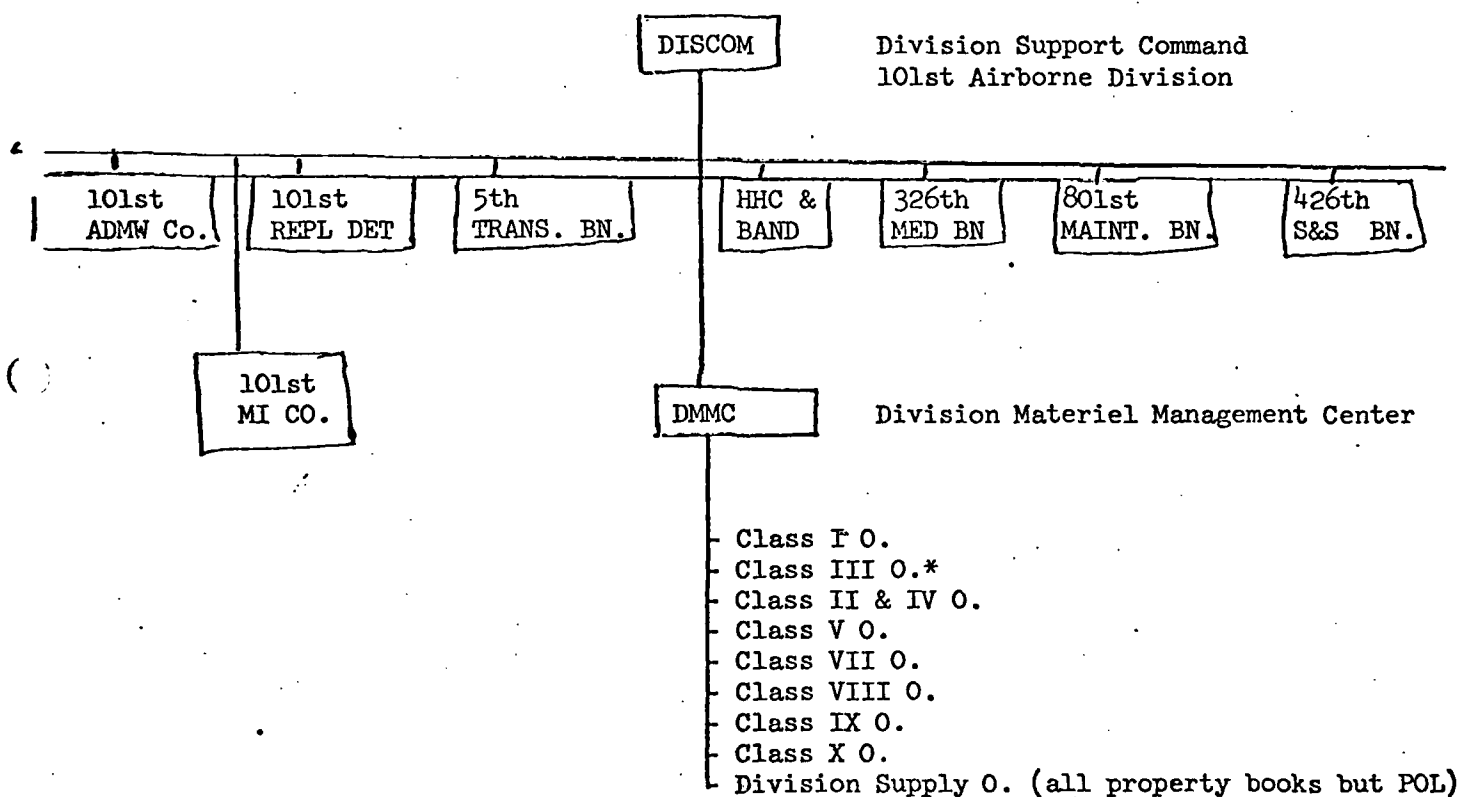 DISCOM
Division Support Command
101st Airborne Division
101st
ADMW Co.
101st
REPL DET
5th
TRANS. BN.
HHC &
BAND
326th
MED BN
801st
MAINT. BN.
426th
S&S BN.
101st
MI CO.
DMMC
Division Materiel Management Center
Class I O.
Class III O.*
Class II & IV O.
Class V O.
Class VII O.
Class VIII O.
Class IX O.
Class X O.
Division Supply O. (all property books but POL)